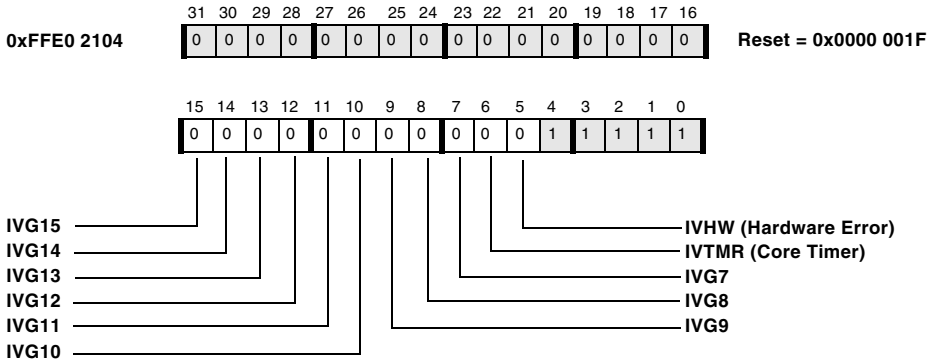 31 30 29 28 27 26 25 24 23 22 21 20 19 18 17 16
0xFFE0 2104 0 0 0 0 0 0 0 0 0 0 0 0 0 0 0 0 Reset = 0x0000 001F
15 14 13 12 11 10 9 8 7 6 5 4 3 2 1 0
0 0 0 0 0 0 0 0 0 0 0 1 1 1 1 1
IVG15 IVHW (Hardware Error)
IVG14 IVTMR (Core Timer)
IVG13 IVG7
IVG12 IVG8
IVG11 IVG9
IVG10